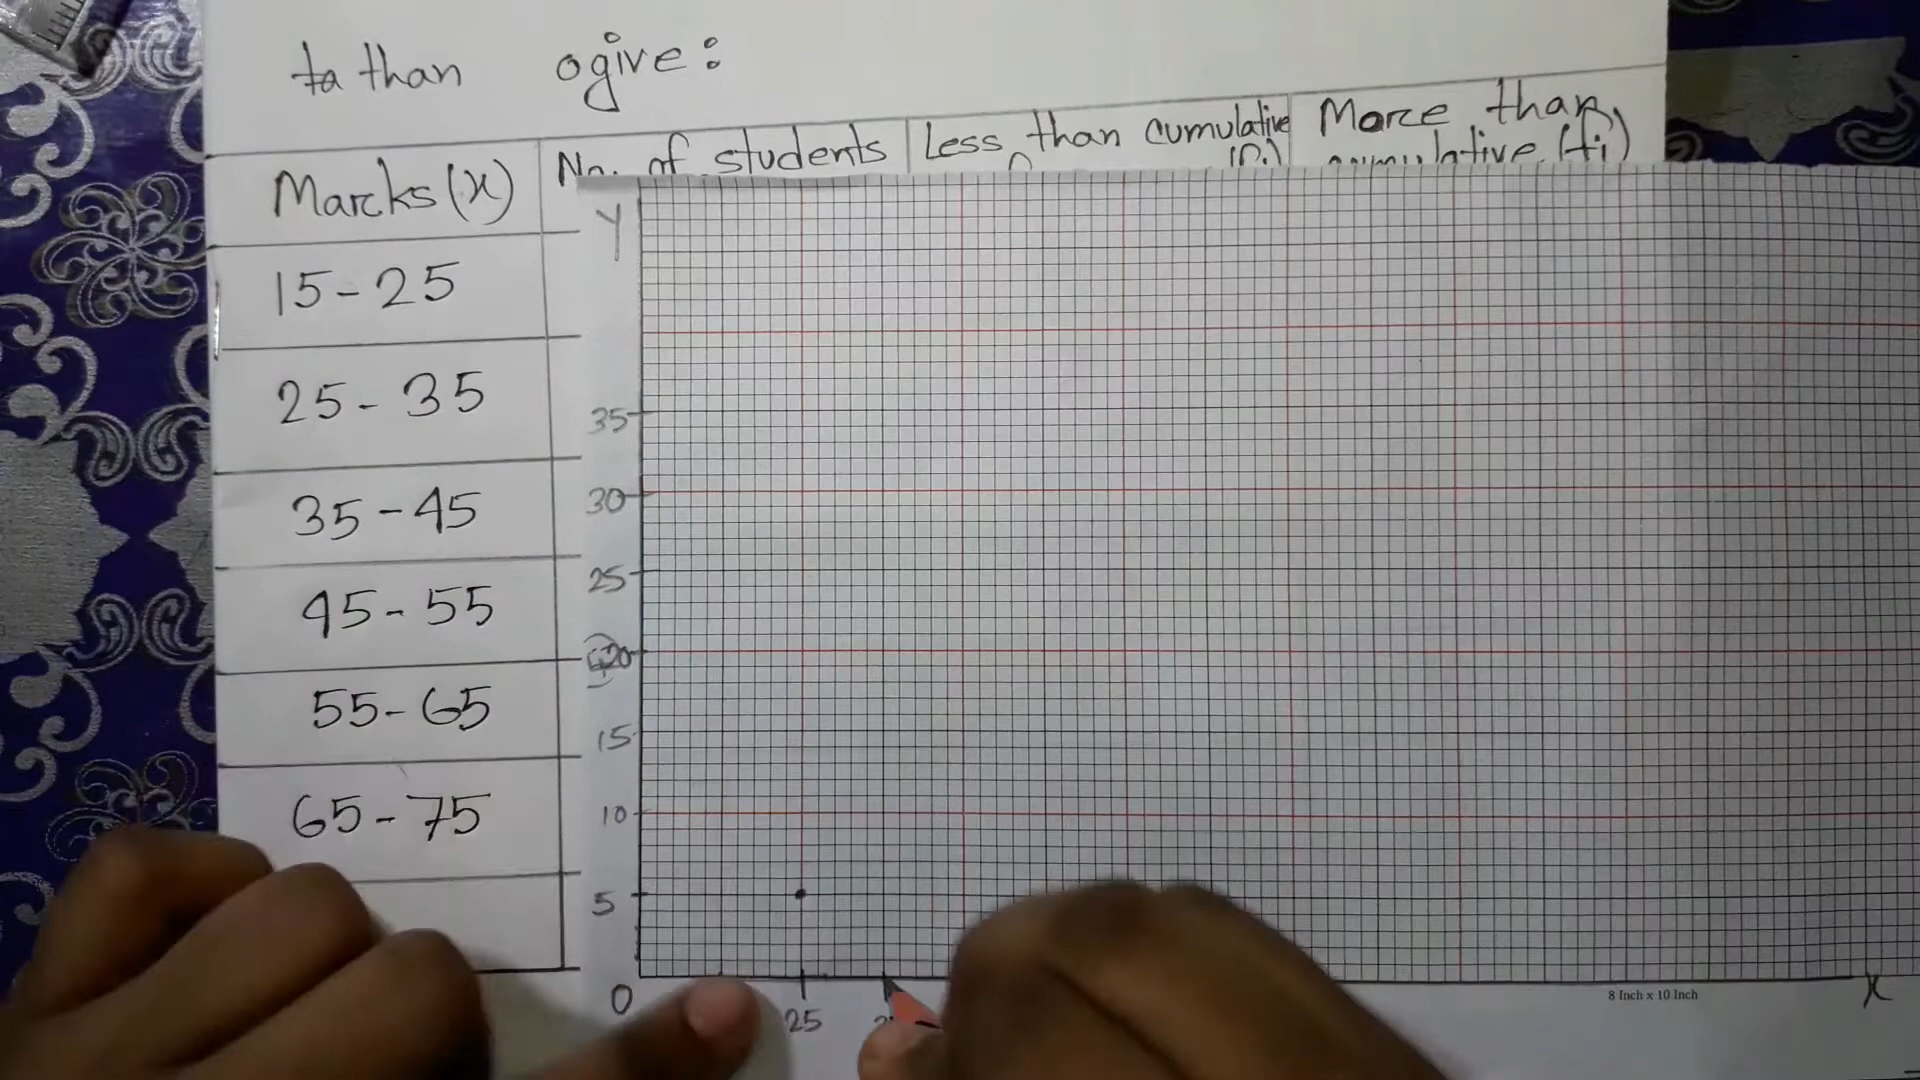 ta than ogive:
Marks (x)
No. of students
Less than cumulative
More than
cumulative (fi)
15-25
25-35
35-45
45-55
55-65
65-75
Y
35
30
25
20
15
10
5
0
25
X
8 Inch x 10 Inch